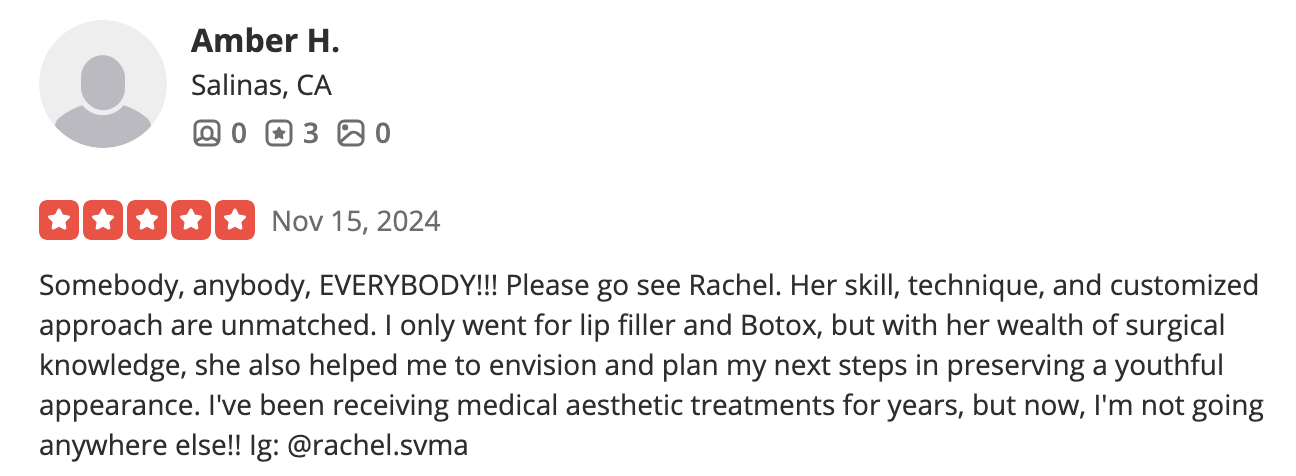 Amber H.
Salinas, CA
0 3 0
Nov 15, 2024
Somebody, anybody, EVERYBODY!!! Please go see Rachel. Her skill, technique, and customized
approach are unmatched. I only went for lip filler and Botox, but with her wealth of surgical
knowledge, she also helped me to envision and plan my next steps in preserving a youthful
appearance. I've been receiving medical aesthetic treatments for years, but now, I'm not going
anywhere else!! Ig: @rachel.svma